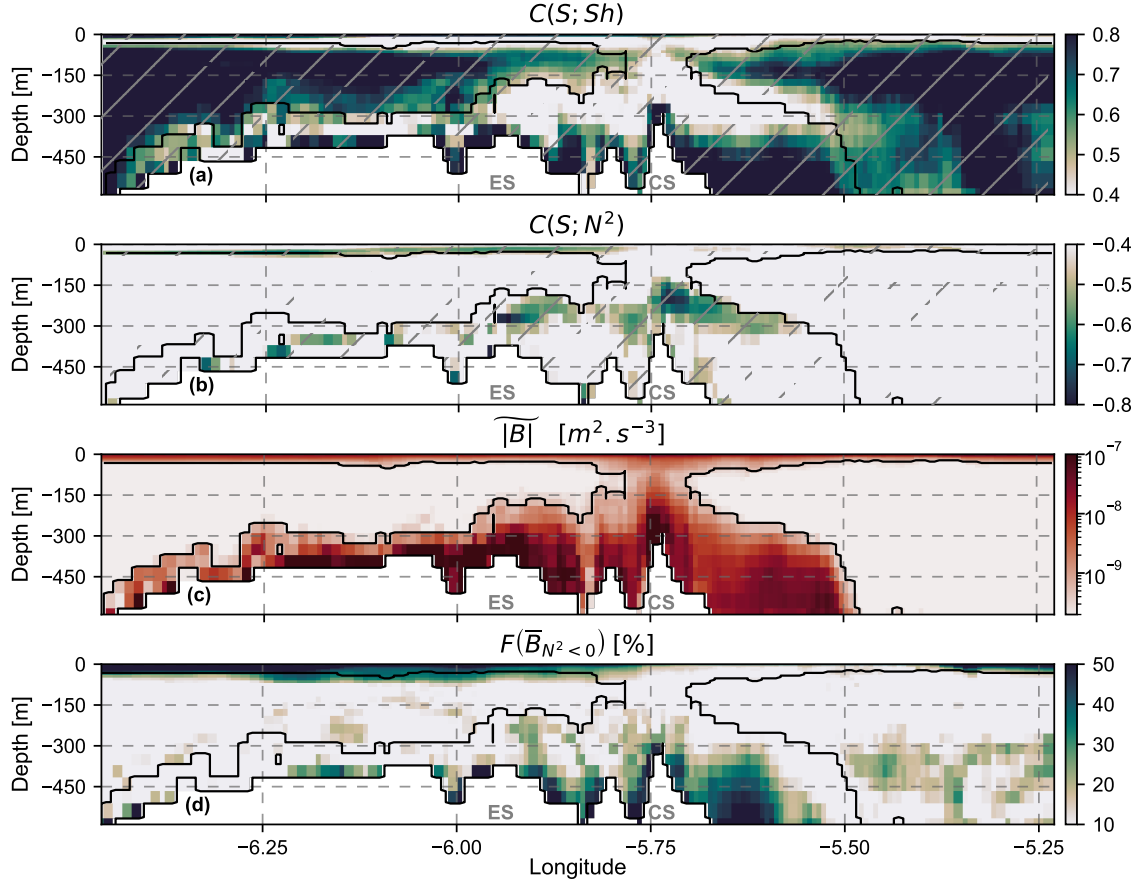 C(S; Sh)
0
−150
−300
−450
Depth [m]
(a)
ES
CS
0.8
0.7
0.6
0.5
0.4
C(S; N²)
0
−150
−300
−450
Depth [m]
(b)
ES
CS
−0.4
−0.5
−0.6
−0.7
−0.8
|B| [m². s⁻³]
0
−150
−300
−450
Depth [m]
(c)
ES
CS
10⁻⁷
10⁻⁸
10⁻⁹
F(B̅_N²<0) [%]
0
−150
−300
−450
Depth [m]
(d)
ES
CS
50
40
30
20
10
−6.25 −6.00 −5.75 −5.50 −5.25
Longitude